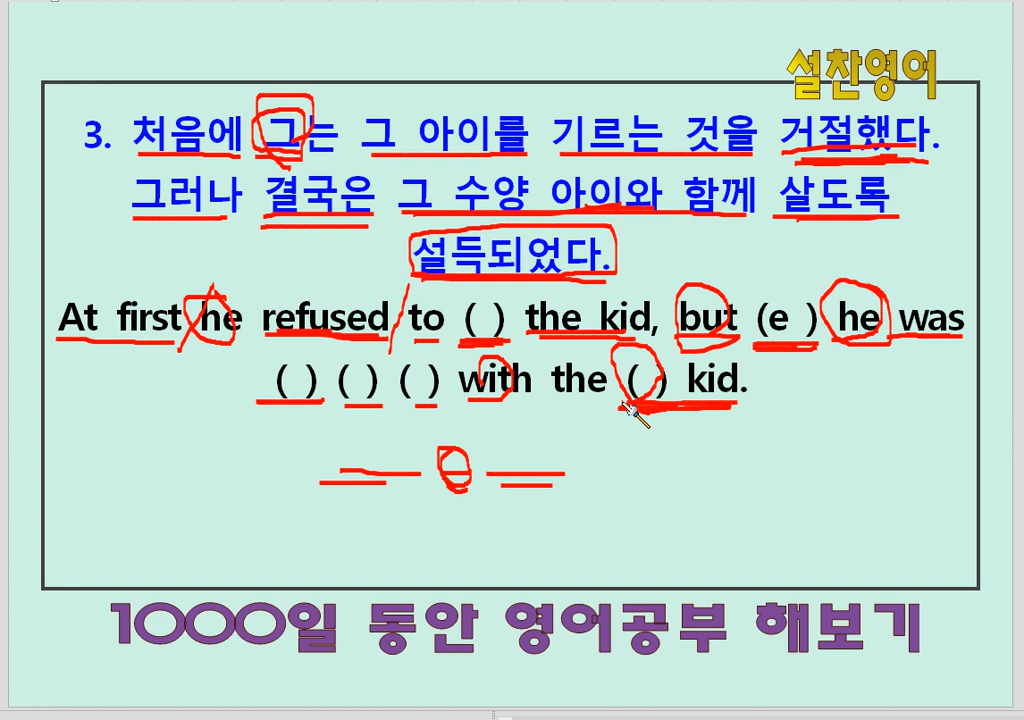 설찬영어
3. 처음에 그는 그 아이를 기르는 것을 거절했다.
그러나 결국은 그 수양 아이와 함께 살도록
설득되었다.
At first he refused to ( ) the kid, but (e ) he was
( ) ( ) ( ) with the ( ) kid.
1000일 동안 영어공부 해보기